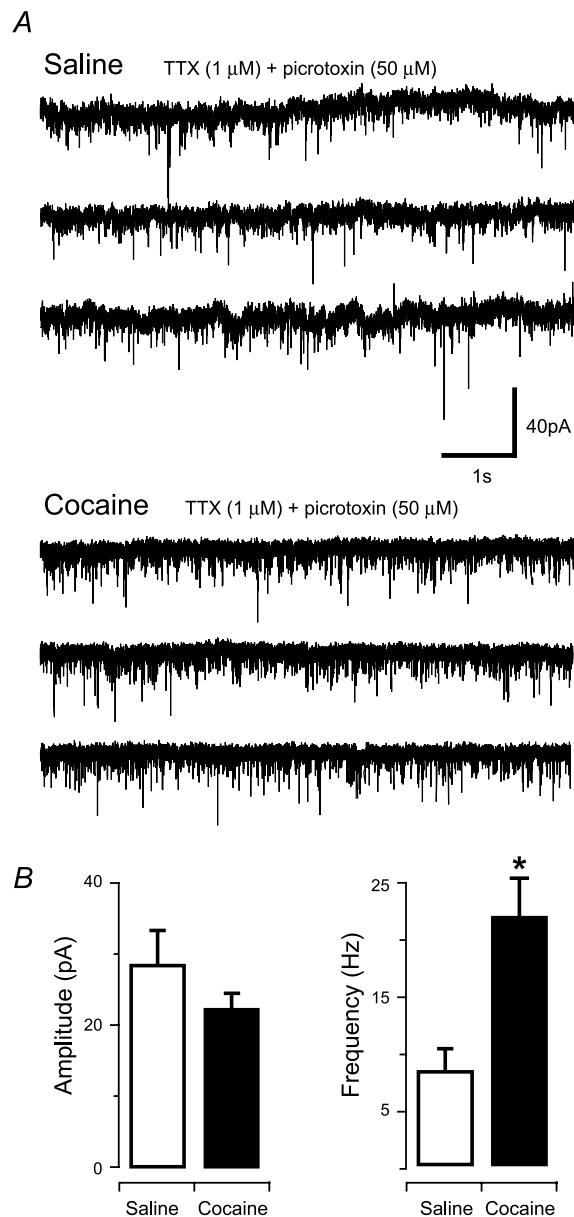 A
Saline TTX (1 μM) + picrotoxin (50 μM)
40pA
1s
Cocaine TTX (1 μM) + picrotoxin (50 μM)
B
Amplitude (pA)
40
20
0
Saline Cocaine
Frequency (Hz)
25
15
5
*
Saline Cocaine